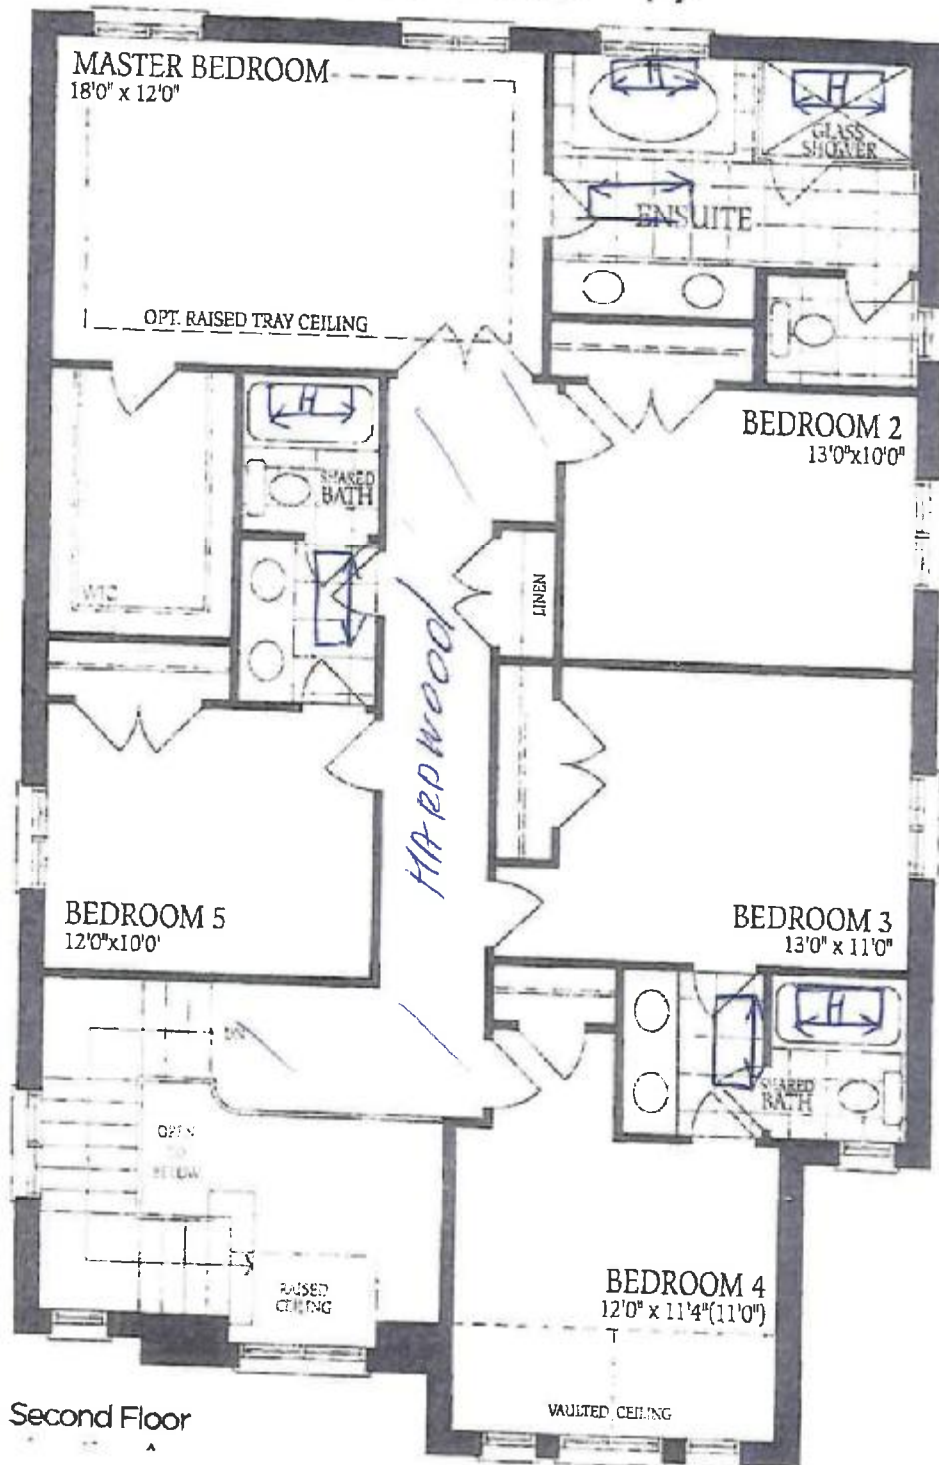 MASTER BEDROOM
18'0" x 12'0"
H
H
GLASS
SHOWER
ENSUITE
OPT. RAISED TRAY CEILING
BEDROOM 2
13'0"x10'0"
H
SHARED
BATH
WIC
LINEN
HARDWOOD
BEDROOM 5
12'0"x10'0'
BEDROOM 3
13'0" x 11'0"
DN
H
SHARED
BATH
OPEN
TO
BELOW
RAISED
CEILING
BEDROOM 4
12'0" x 11'4"(11'0")
VAULTED CEILING
Second Floor